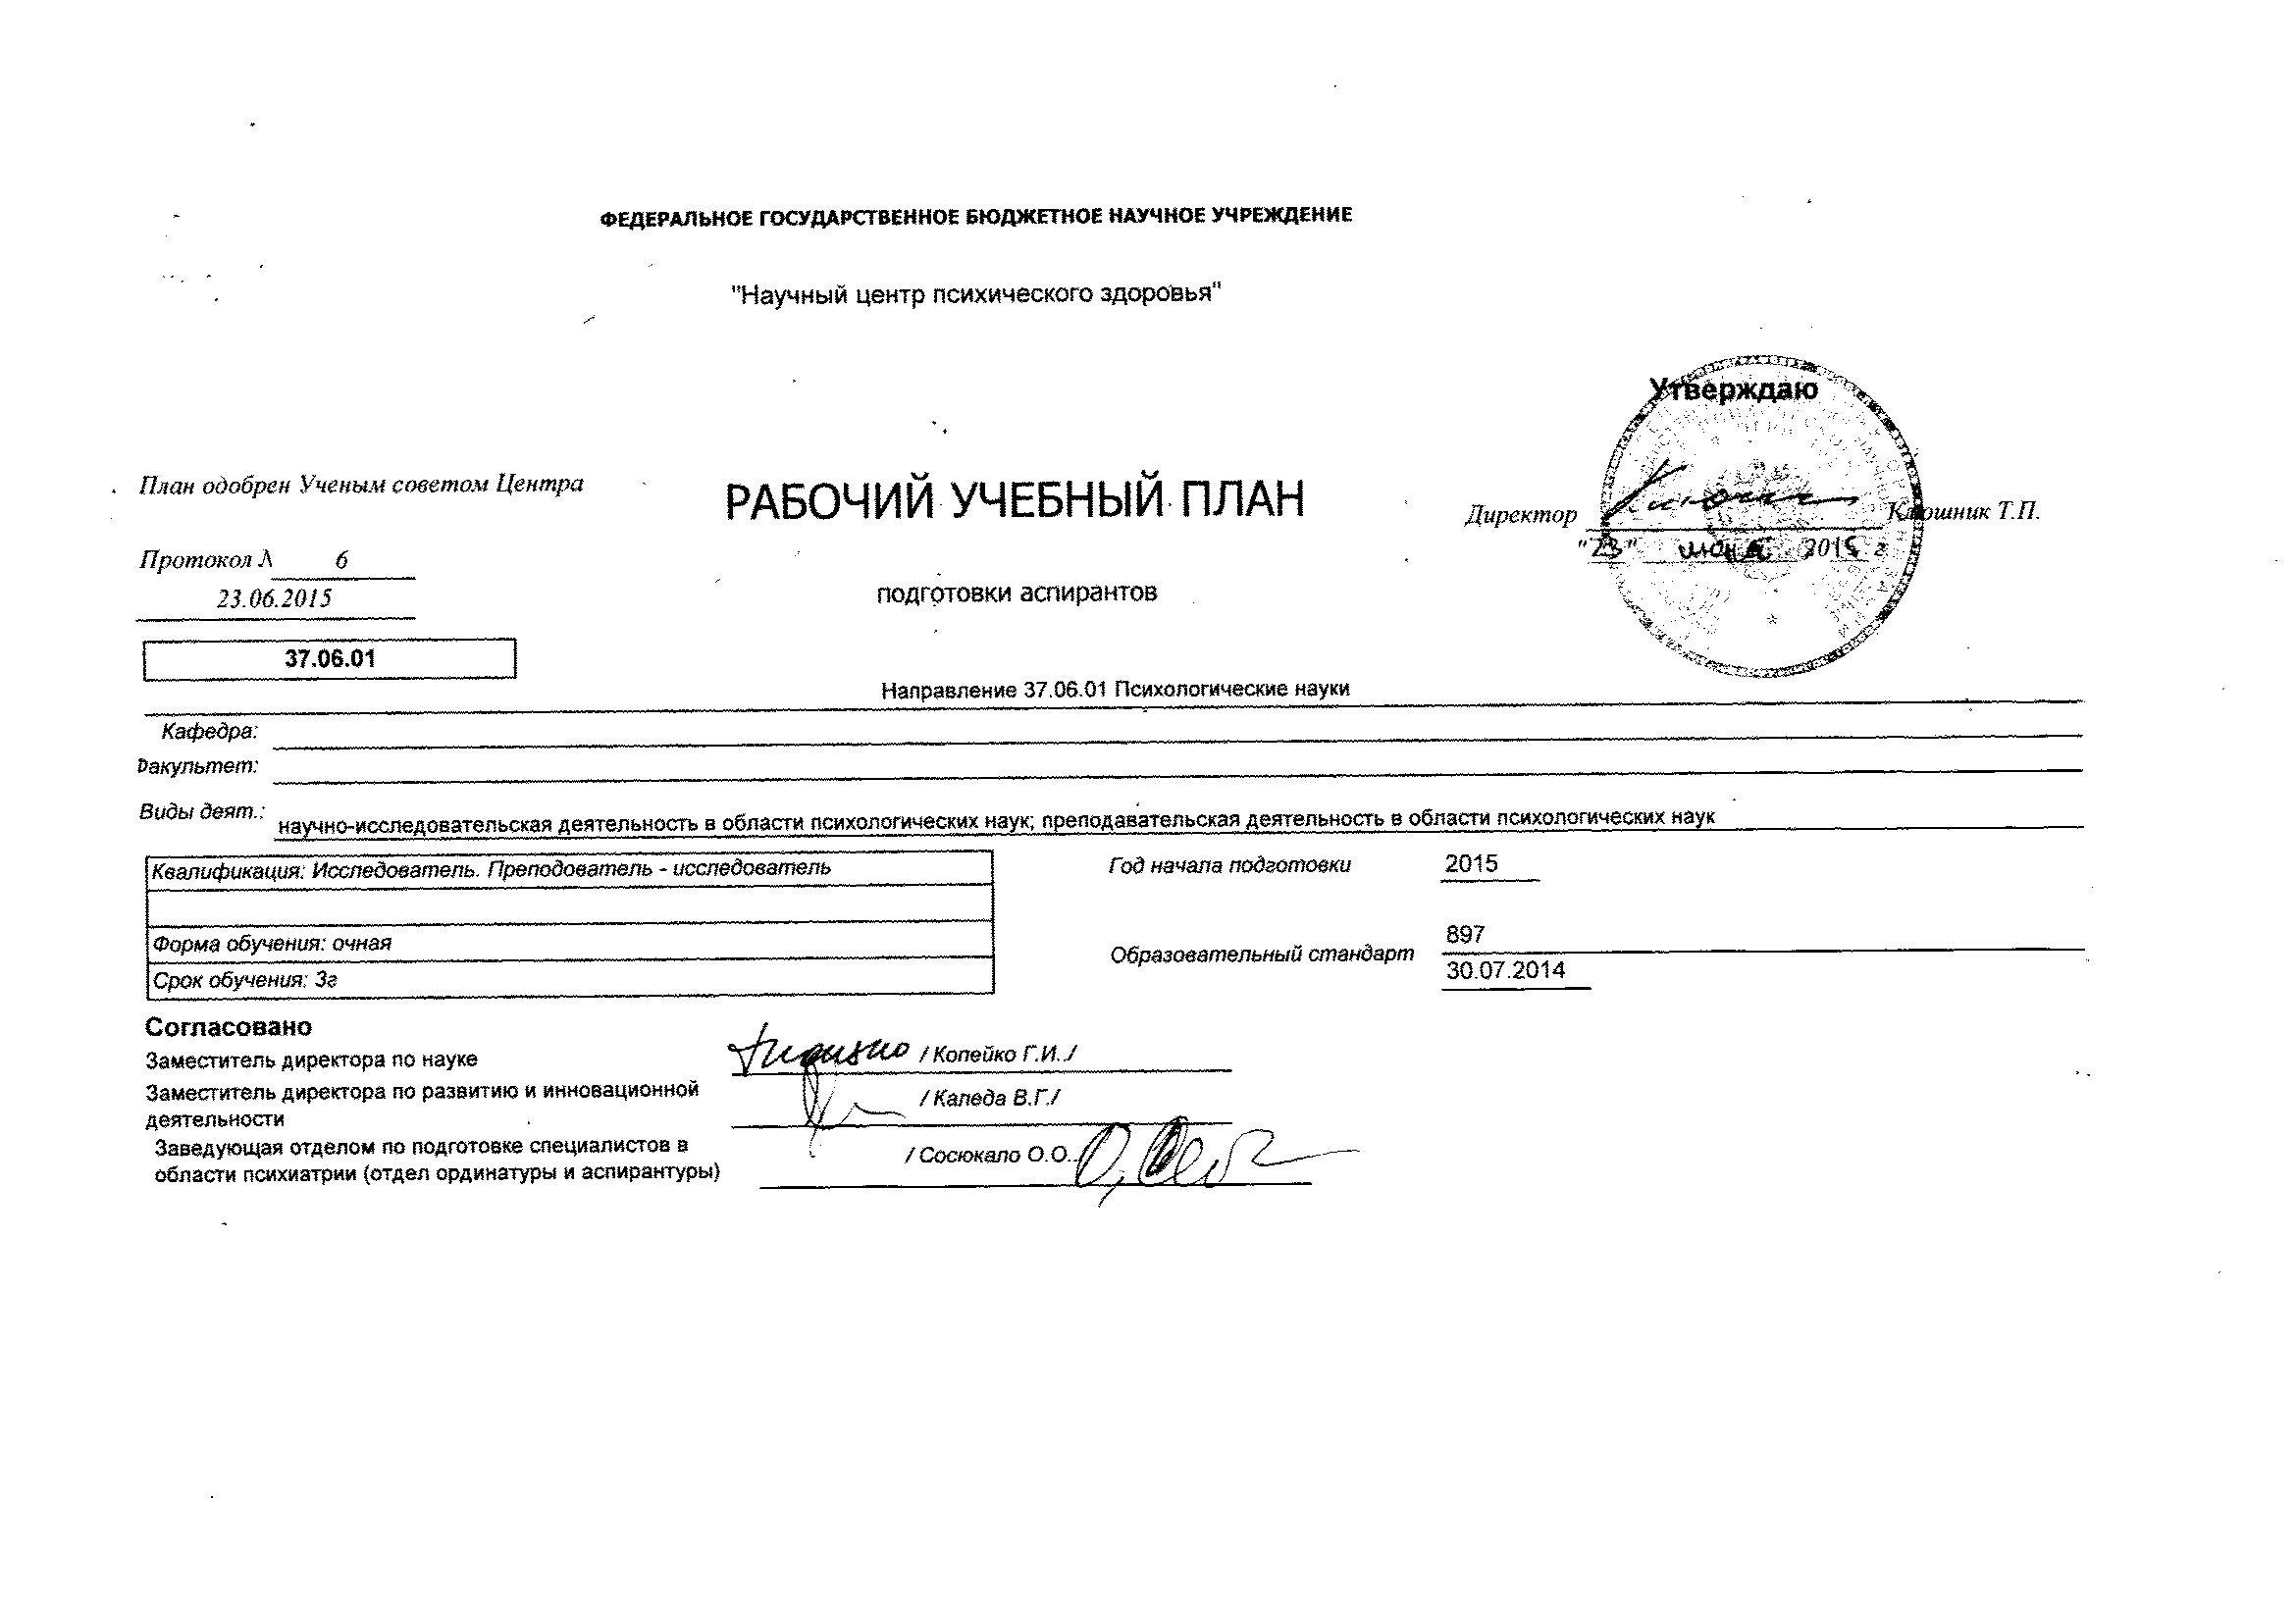 ФЕДЕРАЛЬНОЕ ГОСУДАРСТВЕННОЕ БЮДЖЕТНОЕ НАУЧНОЕ УЧРЕЖДЕНИЕ
"Научный центр психического здоровья"
Утверждаю
План одобрен Ученым советом Центра
РАБОЧИЙ УЧЕБНЫЙ ПЛАН
Директор Клюшник Т.П.
"23" июня 2015 г
Протокол № 6
23.06.2015
подготовки аспирантов
37.06.01
Направление 37.06.01 Психологические науки
Кафедра:
Факультет:
Виды деят.: научно-исследовательская деятельность в области психологических наук; преподавательская деятельность в области психологических наук
Квалификация: Исследователь. Преподователь - исследователь
Год начала подготовки 2015
Форма обучения: очная
Срок обучения: 3г
Образовательный стандарт 897
30.07.2014
Согласовано
Заместитель директора по науке / Копейко Г.И./
Заместитель директора по развитию и инновационной
деятельности / Каледа В.Г./
Заведующая отделом по подготовке специалистов в
области психиатрии (отдел ординатуры и аспирантуры) / Сосюкало О.О.